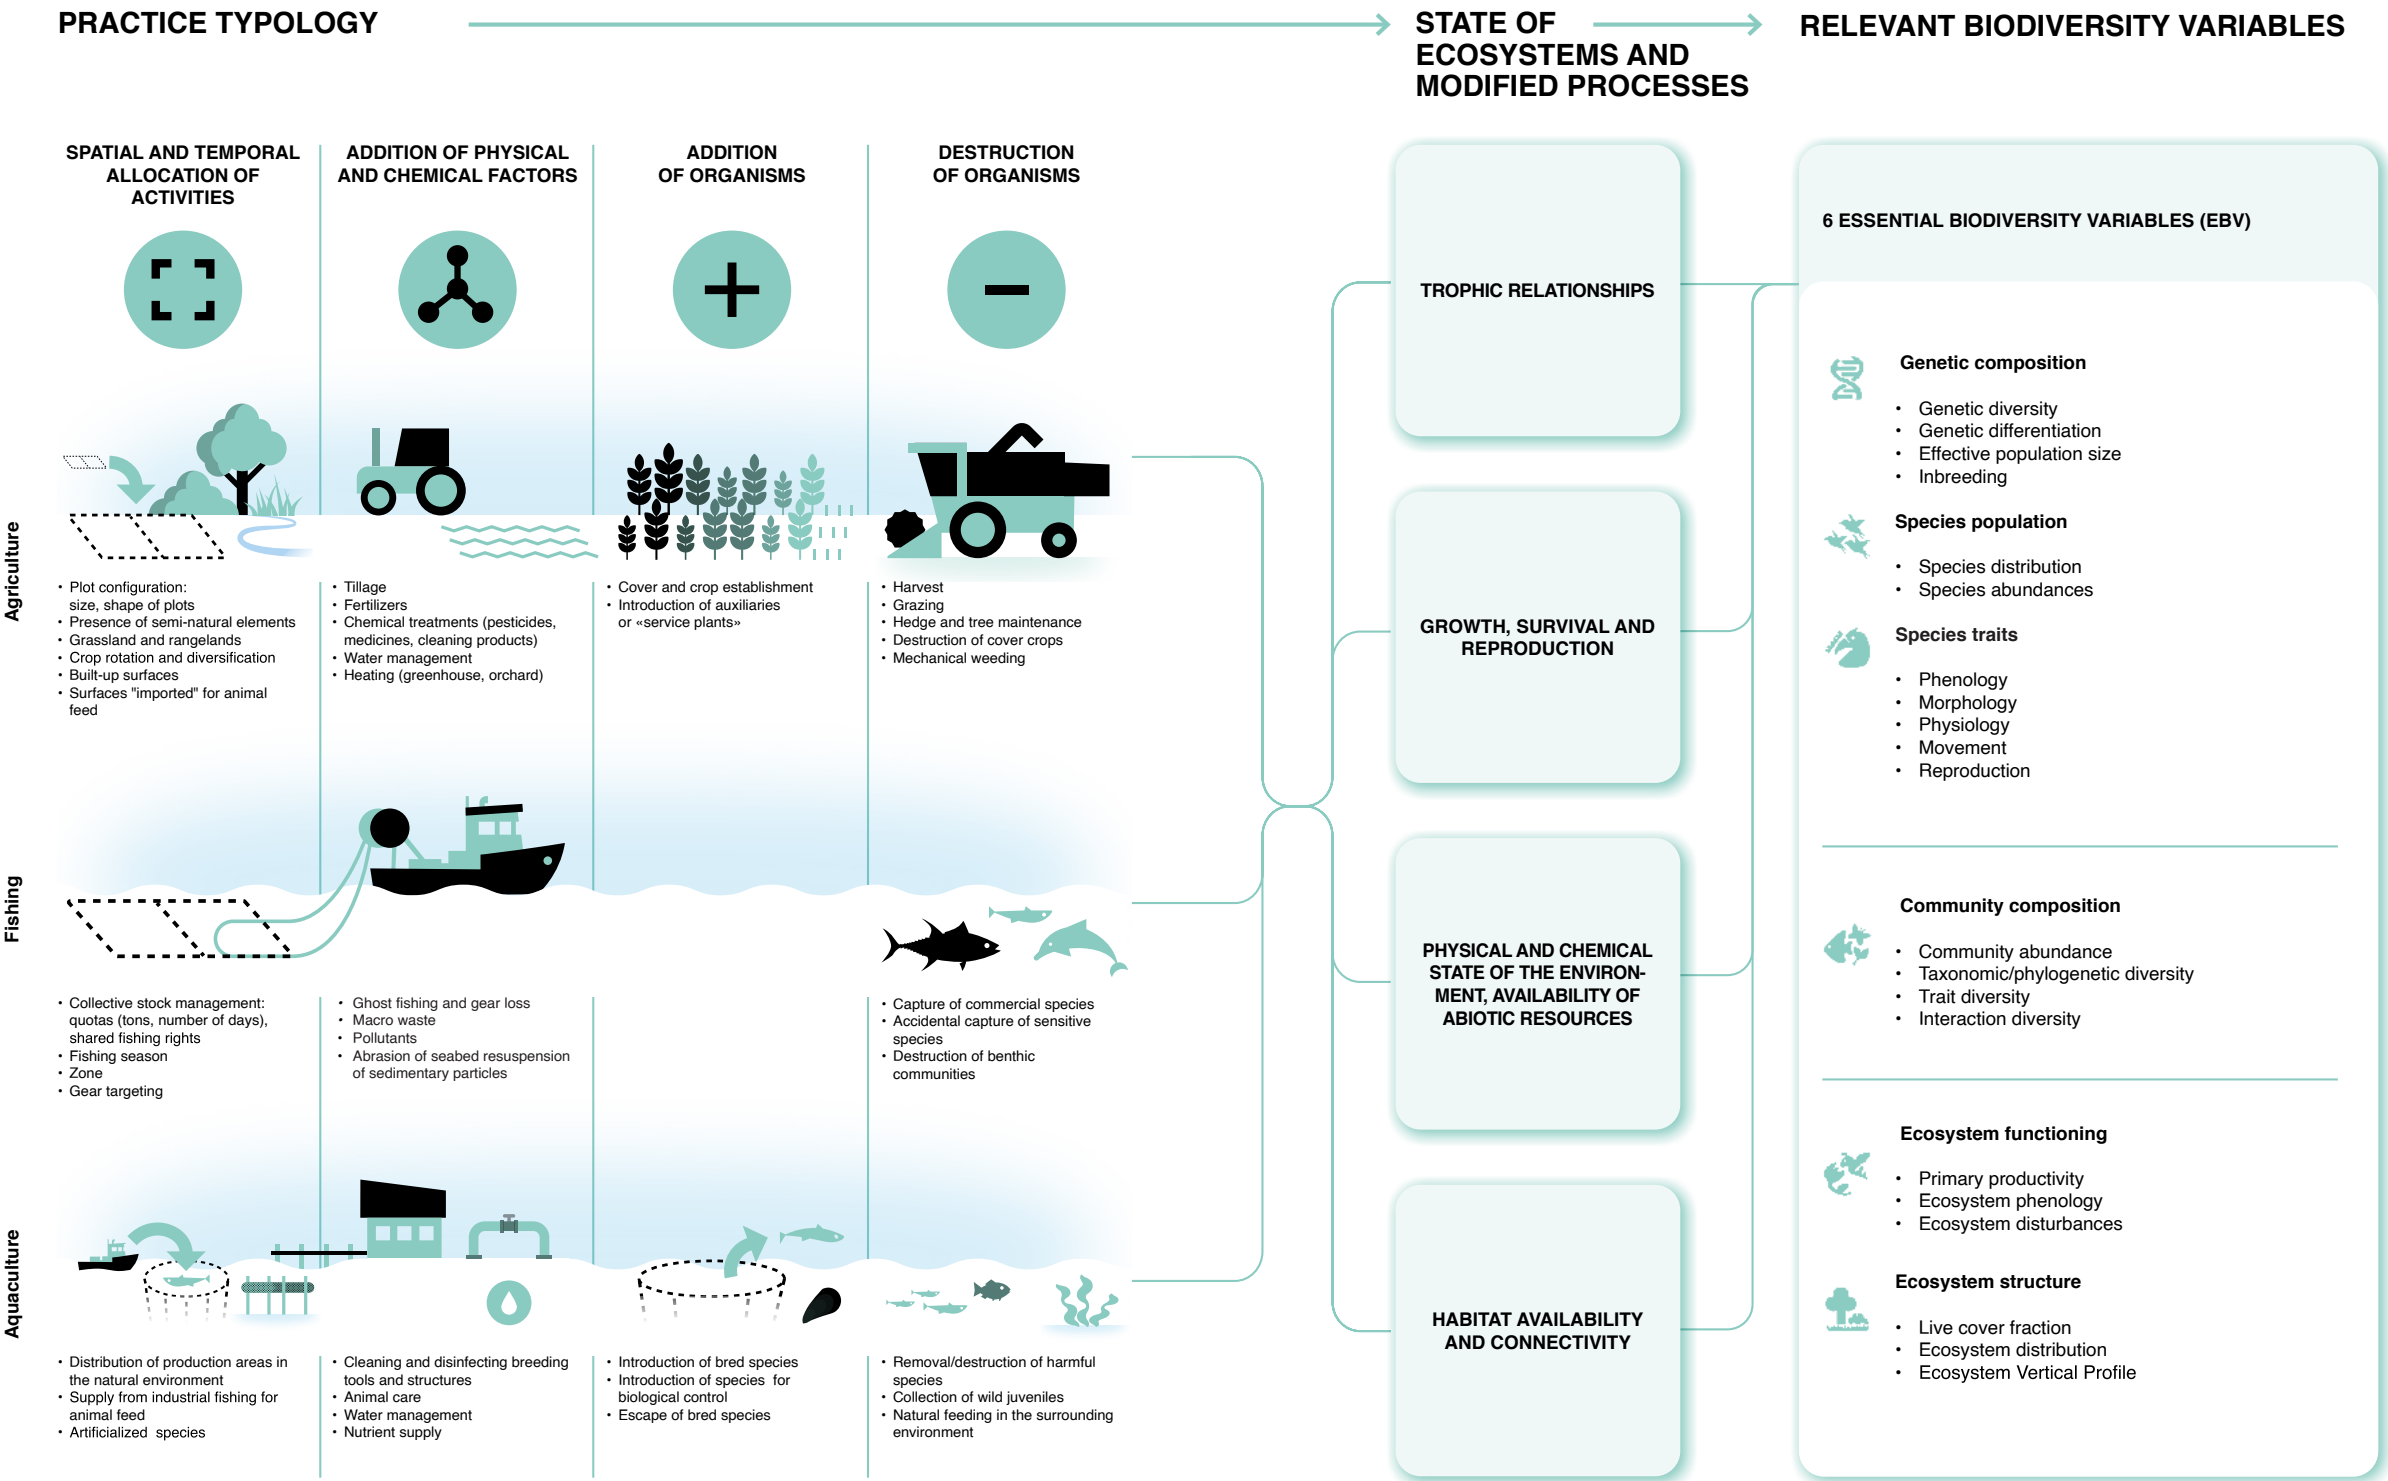 PRACTICE TYPOLOGY
STATE OF
ECOSYSTEMS AND
MODIFIED PROCESSES
RELEVANT BIODIVERSITY VARIABLES
SPATIAL AND TEMPORAL
ALLOCATION OF
ACTIVITIES
ADDITION OF PHYSICAL
AND CHEMICAL FACTORS
ADDITION
OF ORGANISMS
DESTRUCTION
OF ORGANISMS
Agriculture
• Plot configuration:
size, shape of plots
• Presence of semi-natural elements
• Grassland and rangelands
• Crop rotation and diversification
• Built-up surfaces
• Surfaces "imported" for animal
feed
• Tillage
• Fertilizers
• Chemical treatments (pesticides,
medicines, cleaning products)
• Water management
• Heating (greenhouse, orchard)
• Cover and crop establishment
• Introduction of auxiliaries
or «service plants»
• Harvest
• Grazing
• Hedge and tree maintenance
• Destruction of cover crops
• Mechanical weeding
Fishing
• Collective stock management:
quotas (tons, number of days),
shared fishing rights
• Fishing season
• Zone
• Gear targeting
• Ghost fishing and gear loss
• Macro waste
• Pollutants
• Abrasion of seabed resuspension
of sedimentary particles
• Capture of commercial species
• Accidental capture of sensitive
species
• Destruction of benthic
communities
Aquaculture
• Distribution of production areas in
the natural environment
• Supply from industrial fishing for
animal feed
• Artificialized species
• Cleaning and disinfecting breeding
tools and structures
• Animal care
• Water management
• Nutrient supply
• Introduction of bred species
• Introduction of species for
biological control
• Escape of bred species
• Removal/destruction of harmful
species
• Collection of wild juveniles
• Natural feeding in the surrounding
environment
TROPHIC RELATIONSHIPS
GROWTH, SURVIVAL AND
REPRODUCTION
PHYSICAL AND CHEMICAL
STATE OF THE ENVIRON-
MENT, AVAILABILITY OF
ABIOTIC RESOURCES
HABITAT AVAILABILITY
AND CONNECTIVITY
6 ESSENTIAL BIODIVERSITY VARIABLES (EBV)
Genetic composition
• Genetic diversity
• Genetic differentiation
• Effective population size
• Inbreeding
Species population
• Species distribution
• Species abundances
Species traits
• Phenology
• Morphology
• Physiology
• Movement
• Reproduction
Community composition
• Community abundance
• Taxonomic/phylogenetic diversity
• Trait diversity
• Interaction diversity
Ecosystem functioning
• Primary productivity
• Ecosystem phenology
• Ecosystem disturbances
Ecosystem structure
• Live cover fraction
• Ecosystem distribution
• Ecosystem Vertical Profile